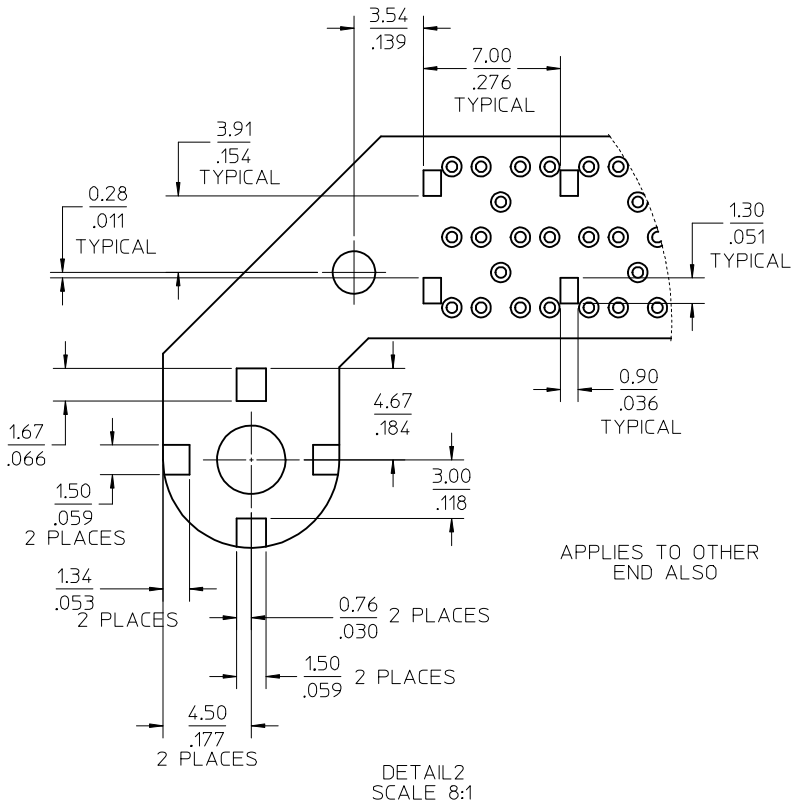 3.54
.139
7.00
.276
TYPICAL
3.91
.154
TYPICAL
0.28
.011
TYPICAL
1.30
.051
TYPICAL
0.90
.036
TYPICAL
4.67
.184
1.67
.066
3.00
.118
1.50
.059
2 PLACES
APPLIES TO OTHER
END ALSO
1.34
.053
2 PLACES
0.76
.030
2 PLACES
1.50
.059
2 PLACES
4.50
.177
2 PLACES
DETAIL2
SCALE 8:1